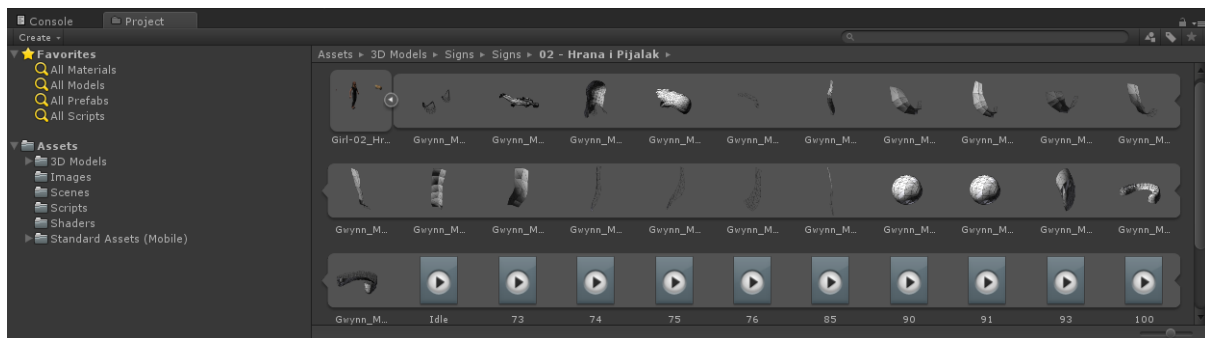 Console Project
Create
Favorites
All Materials
All Models
All Prefabs
All Scripts
Assets
3D Models
Images
Scenes
Scripts
Shaders
Standard Assets (Mobile)
Assets ▸ 3D Models ▸ Signs ▸ Signs ▸ 02 - Hrana i Pijalak ▸
Girl-02_Hr... Gwynn_M... Gwynn_M... Gwynn_M... Gwynn_M... Gwynn_M... Gwynn_M... Gwynn_M... Gwynn_M... Gwynn_M... Gwynn_M...
Gwynn_M... Gwynn_M... Gwynn_M... Gwynn_M... Gwynn_M... Gwynn_M... Gwynn_M... Gwynn_M... Gwynn_M... Gwynn_M... Gwynn_M...
Gwynn_M... Idle 73 74 75 76 85 90 91 93 100